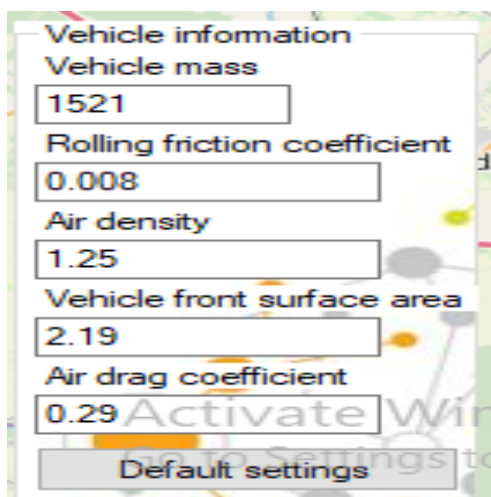 Vehicle information
Vehicle mass
1521
Rolling friction coefficient
0.008
Air density
1.25
Vehicle front surface area
2.19
Air drag coefficient
0.29
Activate Win
Go to Settings to
Default settings